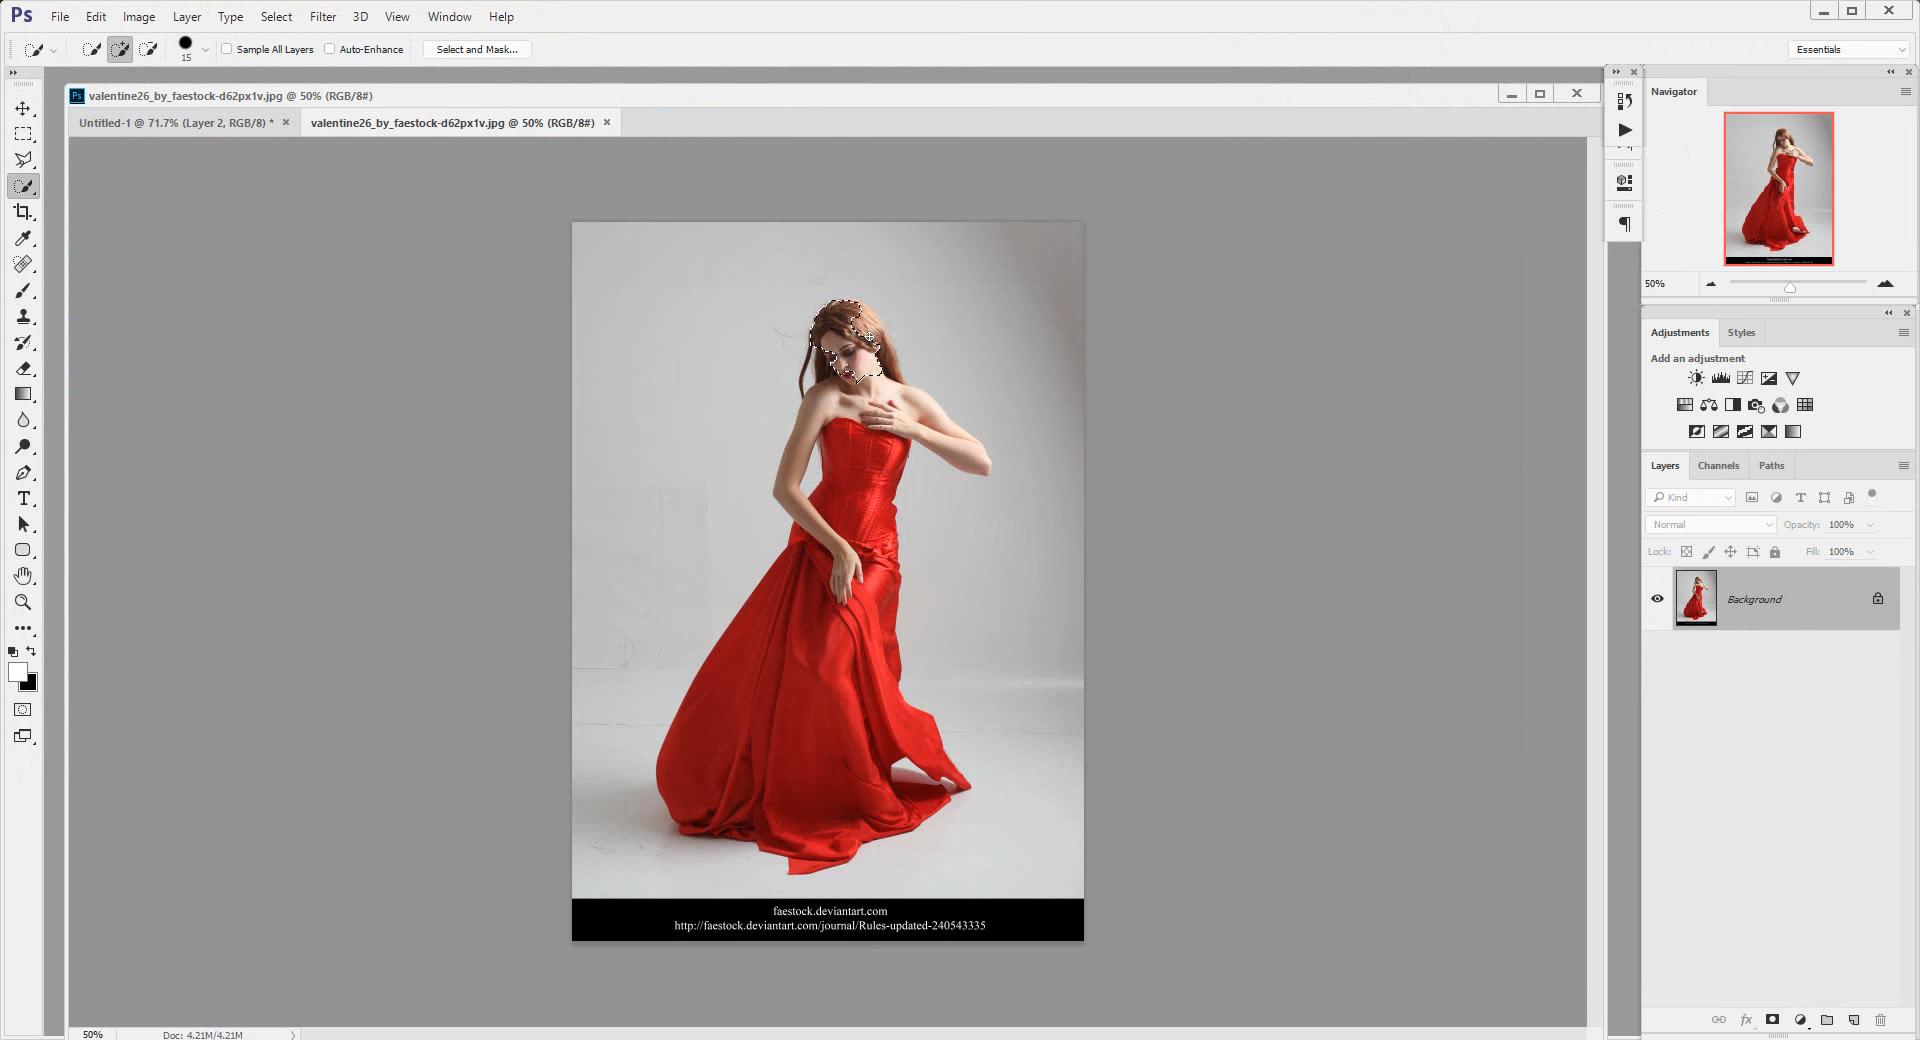 Ps File Edit Image Layer Type Select Filter 3D View Window Help
15 Sample All Layers Auto-Enhance Select and Mask... Essentials
Ps valentine26_by_faestock-d62px1v.jpg @ 50% (RGB/8#)
Untitled-1 @ 71.7% (Layer 2, RGB/8) * valentine26_by_faestock-d62px1v.jpg @ 50% (RGB/8#)
Navigator
50%
Adjustments Styles
Add an adjustment
Layers Channels Paths
Kind
Normal Opacity: 100%
Lock: Fill: 100%
Background
fx
faestock.deviantart.com
http://faestock.deviantart.com/journal/Rules-updated-240543335
50% Doc: 4.21M/4.21M